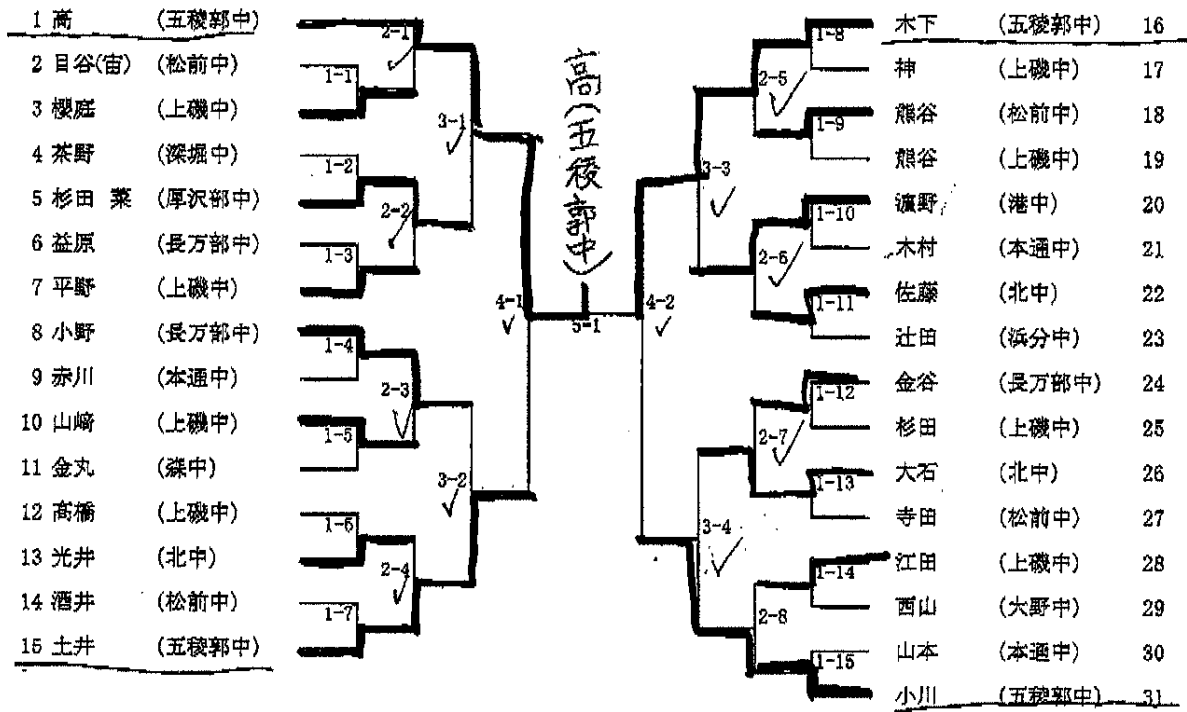 1 高 (五稜郭中)
2 目谷(宙) (松前中)
3 櫻庭 (上磯中)
4 茶野 (深堀中)
5 杉田 菜 (厚沢部中)
6 益原 (長万部中)
7 平野 (上磯中)
8 小野 (長万部中)
9 赤川 (本通中)
10 山﨑 (上磯中)
11 金丸 (森中)
12 高橋 (上磯中)
13 光井 (北中)
14 酒井 (松前中)
15 土井 (五稜郭中)
1-1
1-2
1-3
1-4
1-5
1-6
1-7
2-1
2-2
2-3
2-4
3-1
3-2
4-1
高(五稜郭中)
5-1
4-2
3-3
3-4
2-5
2-6
2-7
2-8
1-8
1-9
1-10
1-11
1-12
1-13
1-14
1-15
木下 (五稜郭中) 16
神 (上磯中) 17
熊谷 (松前中) 18
熊谷 (上磯中) 19
濱野 (港中) 20
木村 (本通中) 21
佐藤 (北中) 22
辻田 (浜分中) 23
金谷 (長万部中) 24
杉田 (上磯中) 25
大石 (北中) 26
寺田 (松前中) 27
江田 (上磯中) 28
西山 (大野中) 29
山本 (本通中) 30
小川 (五稜郭中) 31